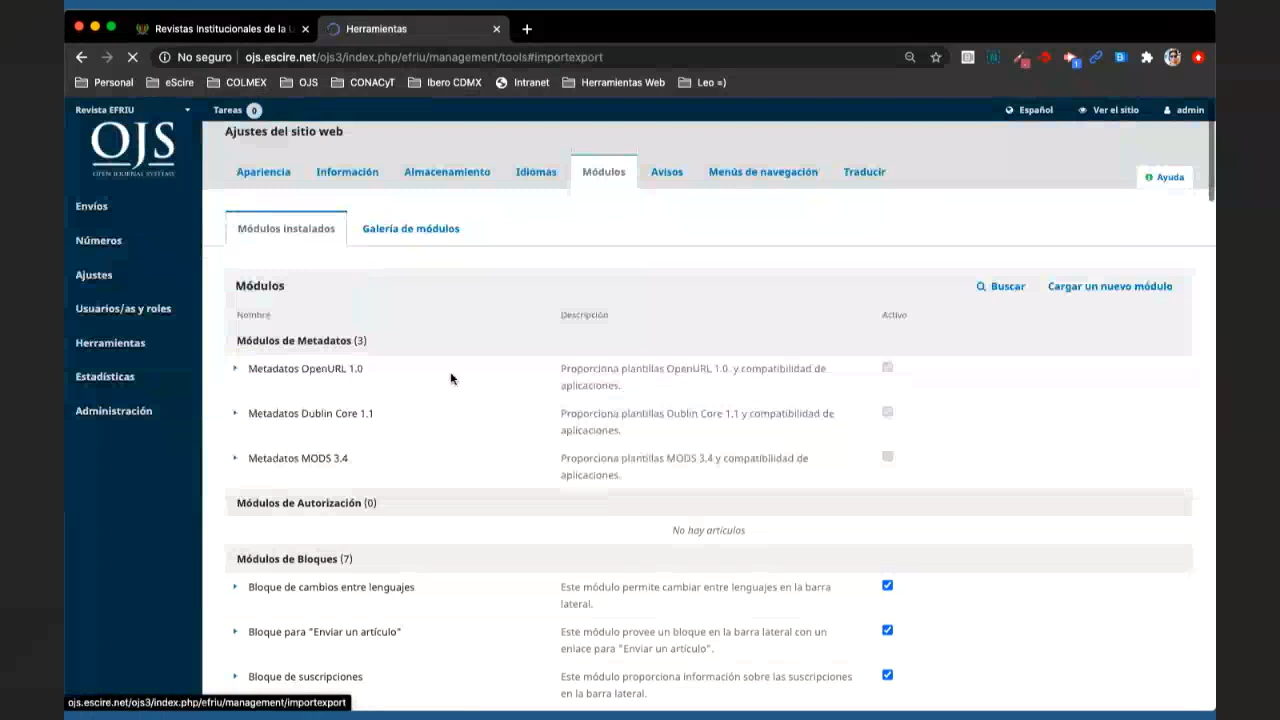 Revistas Institucionales de la U
Herramientas
No seguro
ojs.escire.net/ojs3/index.php/efriu/management/tools#importexport
Personal
eScire
COLMEX
OJS
CONACyT
Ibero CDMX
Intranet
Herramientas Web
Leo =)
Revista EFRIU
Tareas 0
Español
Ver el sitio
admin
OJS
OPEN JOURNAL SYSTEMS
Ajustes del sitio web
Apariencia
Información
Almacenamiento
Idiomas
Módulos
Avisos
Menús de navegación
Traducir
Ayuda
Envíos
Números
Ajustes
Usuarios/as y roles
Herramientas
Estadísticas
Administración
Módulos instalados
Galería de módulos
Módulos
Buscar
Cargar un nuevo módulo
Nombre
Descripción
Activo
Módulos de Metadatos (3)
Metadatos OpenURL 1.0
Proporciona plantillas OpenURL 1.0. y compatibilidad de
aplicaciones.
Metadatos Dublin Core 1.1
Proporciona plantillas Dublin Core 1.1 y compatibilidad de
aplicaciones.
Metadatos MODS 3.4
Proporciona plantillas MODS 3.4 y compatibilidad de
aplicaciones.
Módulos de Autorización (0)
No hay artículos
Módulos de Bloques (7)
Bloque de cambios entre lenguajes
Este módulo permite cambiar entre lenguajes en la barra
lateral.
Bloque para "Enviar un artículo"
Este módulo provee un bloque en la barra lateral con un
enlace para "Enviar un artículo".
Bloque de suscripciones
Este módulo proporciona información sobre las suscripciones
en la barra lateral.
ojs.escire.net/ojs3/index.php/efriu/management/importexport